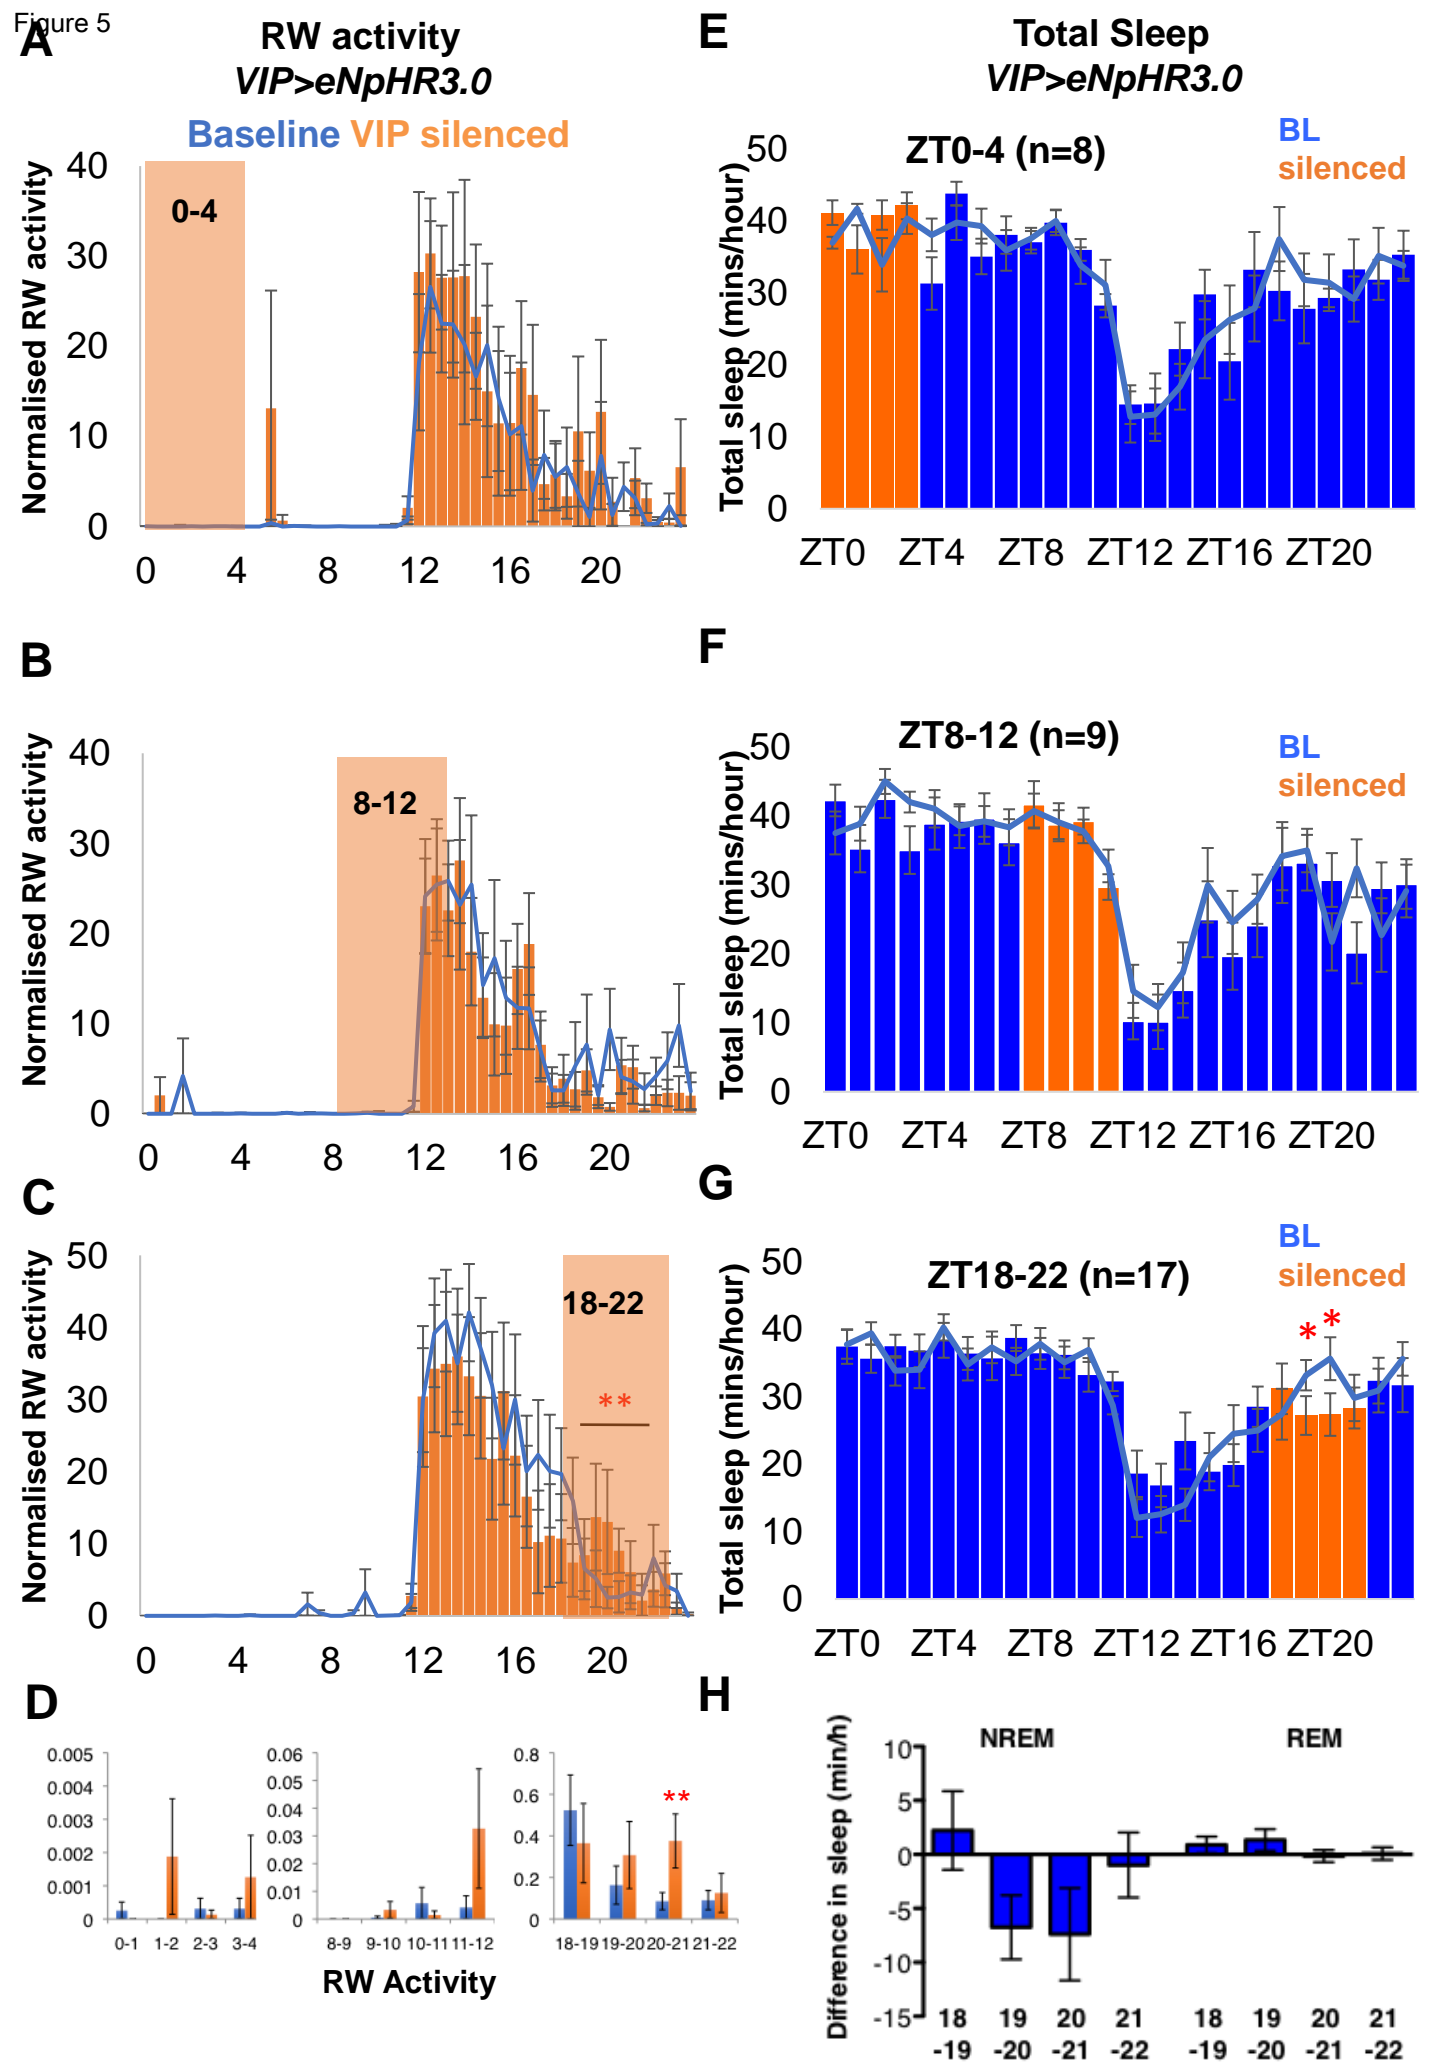 Figure 5
A
RW activity
VIP>eNpHR3.0
Baseline VIP silenced
Normalised RW activity
40
30
20
10
0
0-4
0 4 8 12 16 20
B
Normalised RW activity
40
30
20
10
0
8-12
0 4 8 12 16 20
C
Normalised RW activity
50
40
30
20
10
0
18-22
**
0 4 8 12 16 20
D
0.005
0.004
0.003
0.002
0.001
0
0-1 1-2 2-3 3-4
0.06
0.05
0.04
0.03
0.02
0.01
0
8-9 9-10 10-11 11-12
0.8
0.6
0.4
0.2
0
**
18-19 19-20 20-21 21-22
RW Activity
E
Total Sleep
VIP>eNpHR3.0
ZT0-4 (n=8)
BL
silenced
Total sleep (mins/hour)
50
40
30
20
10
0
ZT0 ZT4 ZT8 ZT12 ZT16 ZT20
F
ZT8-12 (n=9)
BL
silenced
Total sleep (mins/hour)
50
40
30
20
10
0
ZT0 ZT4 ZT8 ZT12 ZT16 ZT20
G
ZT18-22 (n=17)
BL
silenced
* *
Total sleep (mins/hour)
50
40
30
20
10
0
ZT0 ZT4 ZT8 ZT12 ZT16 ZT20
H
NREM REM
Difference in sleep (min/h)
10
5
0
-5
-10
-15
18 19 20 21 18 19 20 21
-19 -20 -21 -22 -19 -20 -21 -22